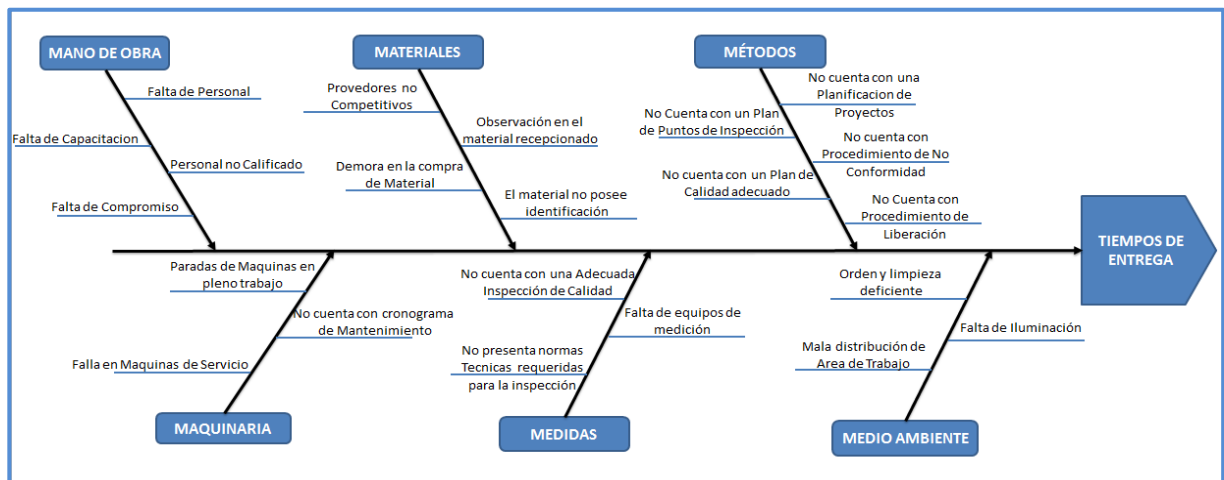 MANO DE OBRA
MATERIALES
MÉTODOS
Falta de Personal
Falta de Capacitacion
Personal no Calificado
Falta de Compromiso
Provedores no
Competitivos
Observación en el
material recepcionado
Demora en la compra
de Material
El material no posee
identificación
No cuenta con una
Planificacion de
Proyectos
No Cuenta con un Plan
de Puntos de Inspección
No cuenta con
Procedimiento de No
Conformidad
No cuenta con un Plan de
Calidad adecuado
No Cuenta con
Procedimiento de
Liberación
TIEMPOS DE
ENTREGA
Paradas de Maquinas en
pleno trabajo
No cuenta con cronograma
de Mantenimiento
Falla en Maquinas de Servicio
No cuenta con una Adecuada
Inspección de Calidad
Falta de equipos de
medición
No presenta normas
Tecnicas requeridas
para la inspección
Orden y limpieza
deficiente
Falta de Iluminación
Mala distribución de
Area de Trabajo
MAQUINARIA
MEDIDAS
MEDIO AMBIENTE